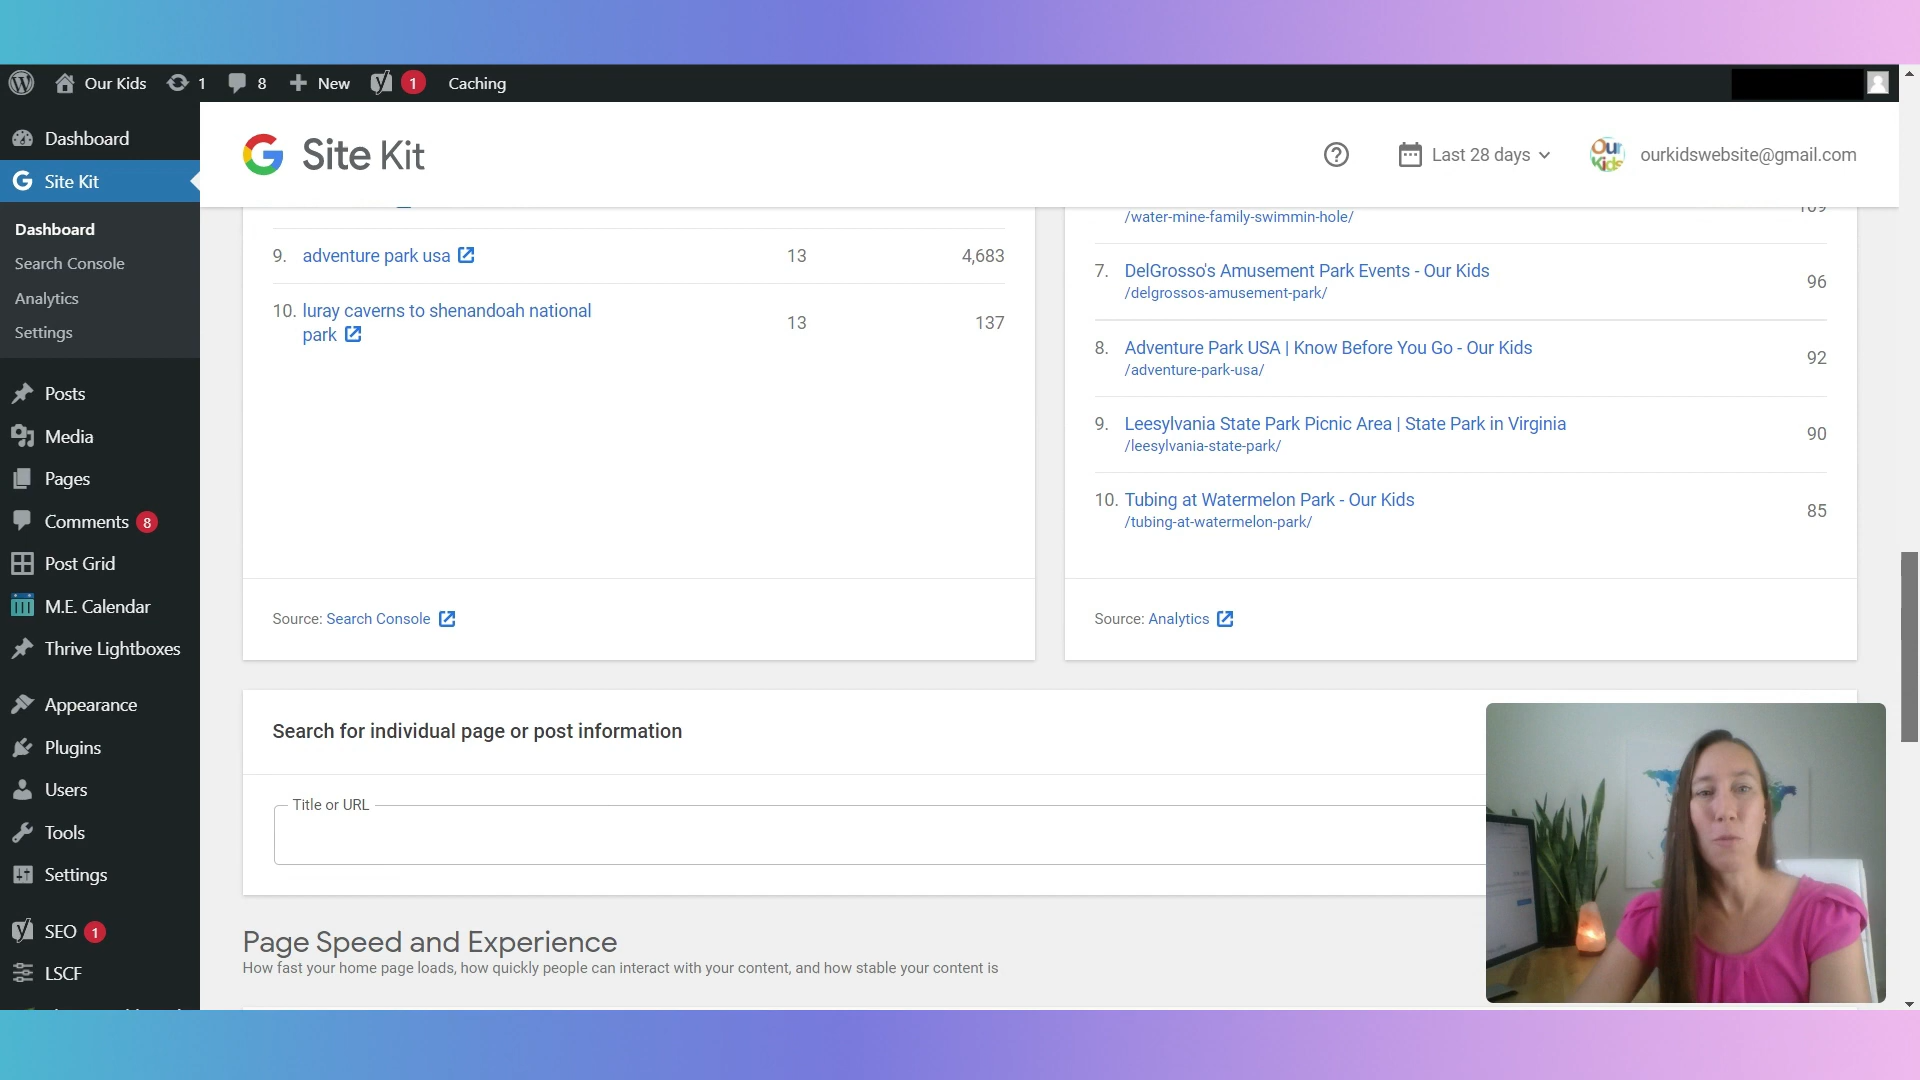 Our Kids 1 8 New 1 Caching
Dashboard
Site Kit
Dashboard
Search Console
Analytics
Settings
Posts
Media
Pages
Comments 8
Post Grid
M.E. Calendar
Thrive Lightboxes
Appearance
Plugins
Users
Tools
Settings
SEO 1
LSCF
Site Kit
Last 28 days
Our Kids
ourkidswebsite@gmail.com
9. adventure park usa 13 4,683
10. luray caverns to shenandoah national
park 13 137
Source: Search Console
/water-mine-family-swimmin-hole/
7. DelGrosso's Amusement Park Events - Our Kids
/delgrossos-amusement-park/ 96
8. Adventure Park USA | Know Before You Go - Our Kids
/adventure-park-usa/ 92
9. Leesylvania State Park Picnic Area | State Park in Virginia
/leesylvania-state-park/ 90
10. Tubing at Watermelon Park - Our Kids
/tubing-at-watermelon-park/ 85
Source: Analytics
Search for individual page or post information
Title or URL
Page Speed and Experience
How fast your home page loads, how quickly people can interact with your content, and how stable your content is